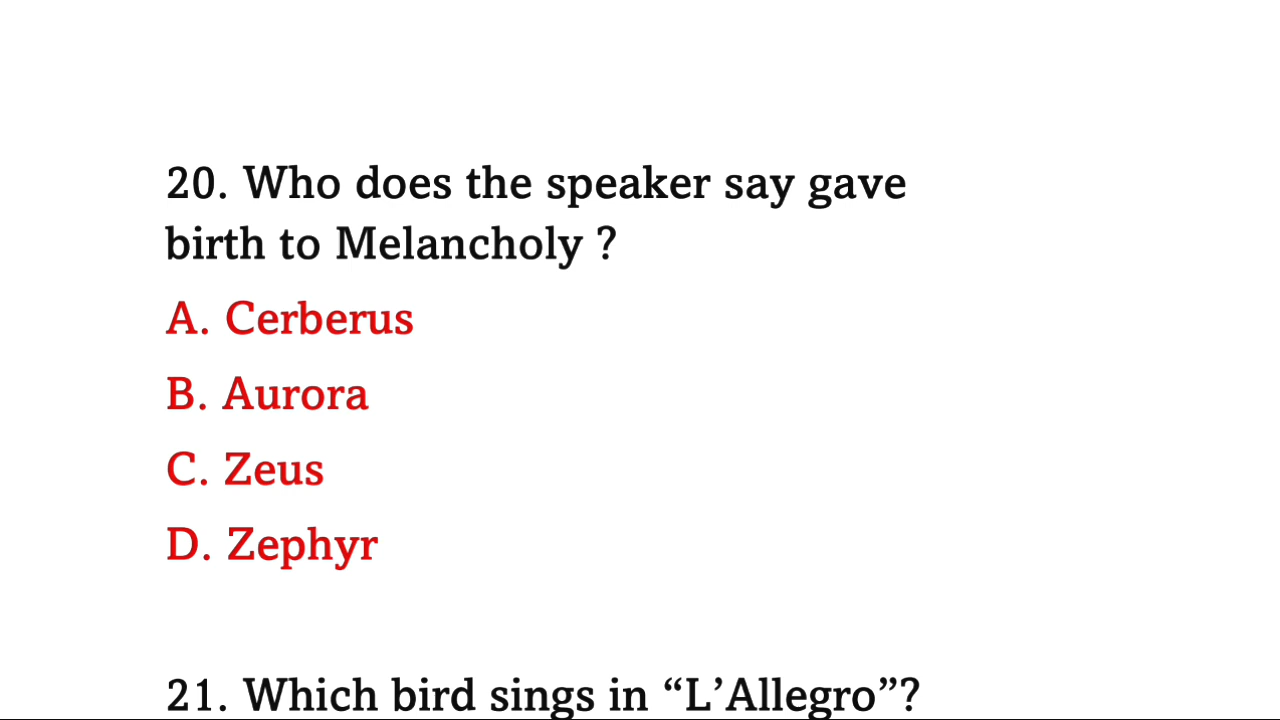 20. Who does the speaker say gave
birth to Melancholy ?
A. Cerberus
B. Aurora
C. Zeus
D. Zephyr
21. Which bird sings in “L’Allegro”?